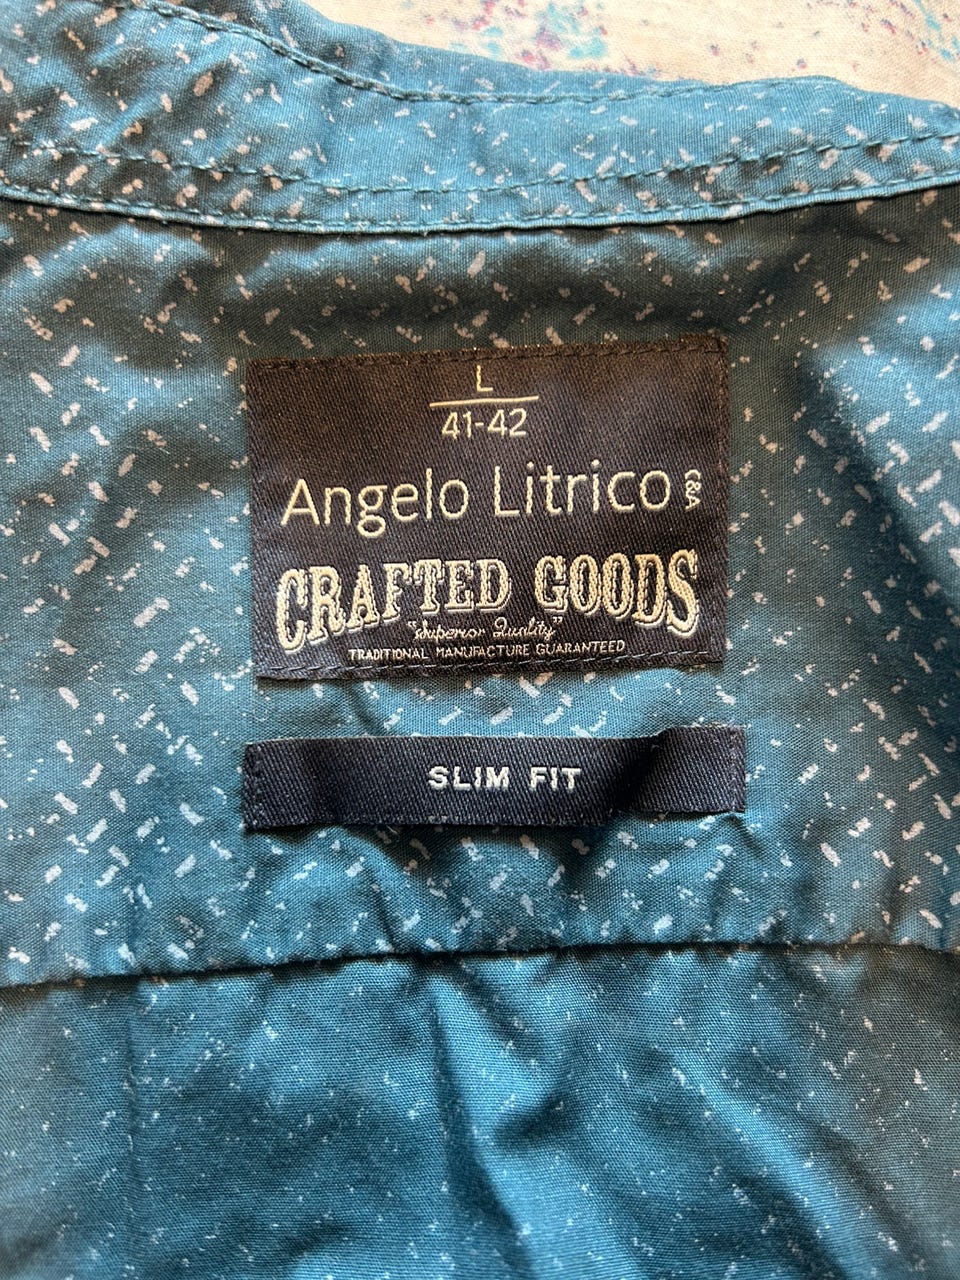 L
41-42
Angelo Litrico C&A
CRAFTED GOODS
"Superior Quality"
TRADITIONAL MANUFACTURE GUARANTEED
SLIM FIT